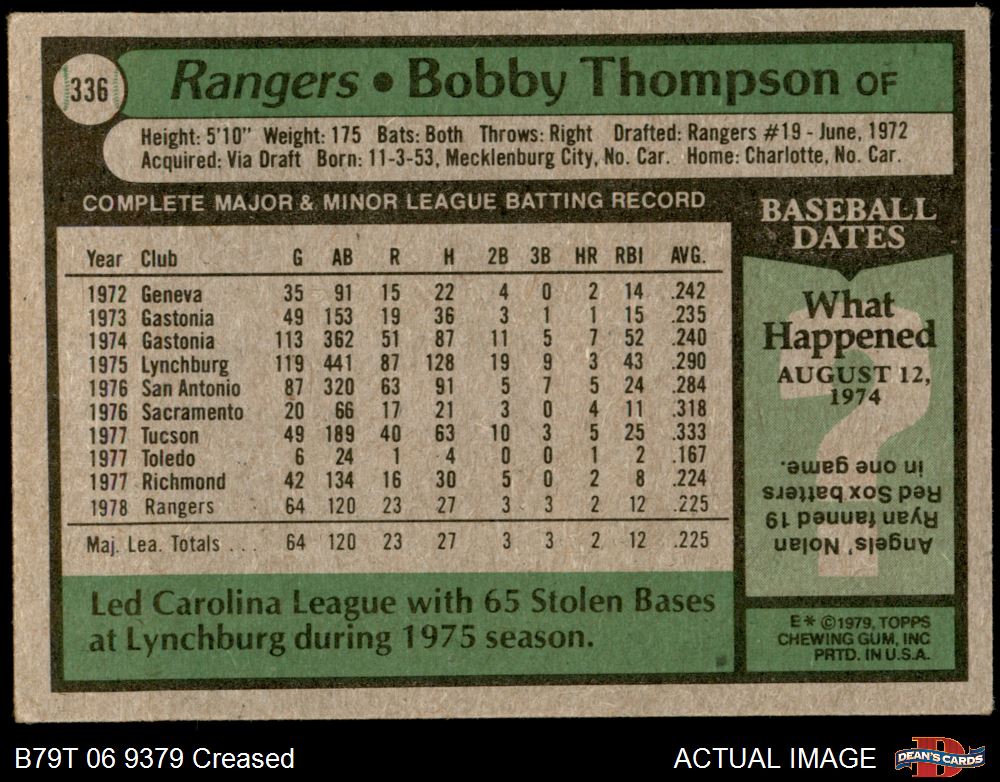 336
Rangers • Bobby Thompson OF
Height: 5'10" Weight: 175 Bats: Both Throws: Right Drafted: Rangers #19 - June, 1972
Acquired: Via Draft Born: 11-3-53, Mecklenburg City, No. Car. Home: Charlotte, No. Car.
COMPLETE MAJOR & MINOR LEAGUE BATTING RECORD
Year Club G AB R H 2B 3B HR RBI AVG.
1972 Geneva 35 91 15 22 4 0 2 14 .242
1973 Gastonia 49 153 19 36 3 1 1 15 .235
1974 Gastonia 113 362 51 87 11 5 7 52 .240
1975 Lynchburg 119 441 87 128 19 9 3 43 .290
1976 San Antonio 87 320 63 91 5 7 5 24 .284
1976 Sacramento 20 66 17 21 3 0 4 11 .318
1977 Tucson 49 189 40 63 10 3 5 25 .333
1977 Toledo 6 24 1 4 0 0 1 2 .167
1977 Richmond 42 134 16 30 5 0 2 8 .224
1978 Rangers 64 120 23 27 3 3 2 12 .225
Maj. Lea. Totals ... 64 120 23 27 3 3 2 12 .225
Led Carolina League with 65 Stolen Bases
at Lynchburg during 1975 season.
BASEBALL
DATES
What
Happened
AUGUST 12,
1974
Angels' Nolan
Ryan fanned 19
Red Sox batters
in one game.
E* ©1979, TOPPS
CHEWING GUM, INC
PRTD. IN U.S.A.
B79T 06 9379 Creased
ACTUAL IMAGE
D
DEAN'S CARDS